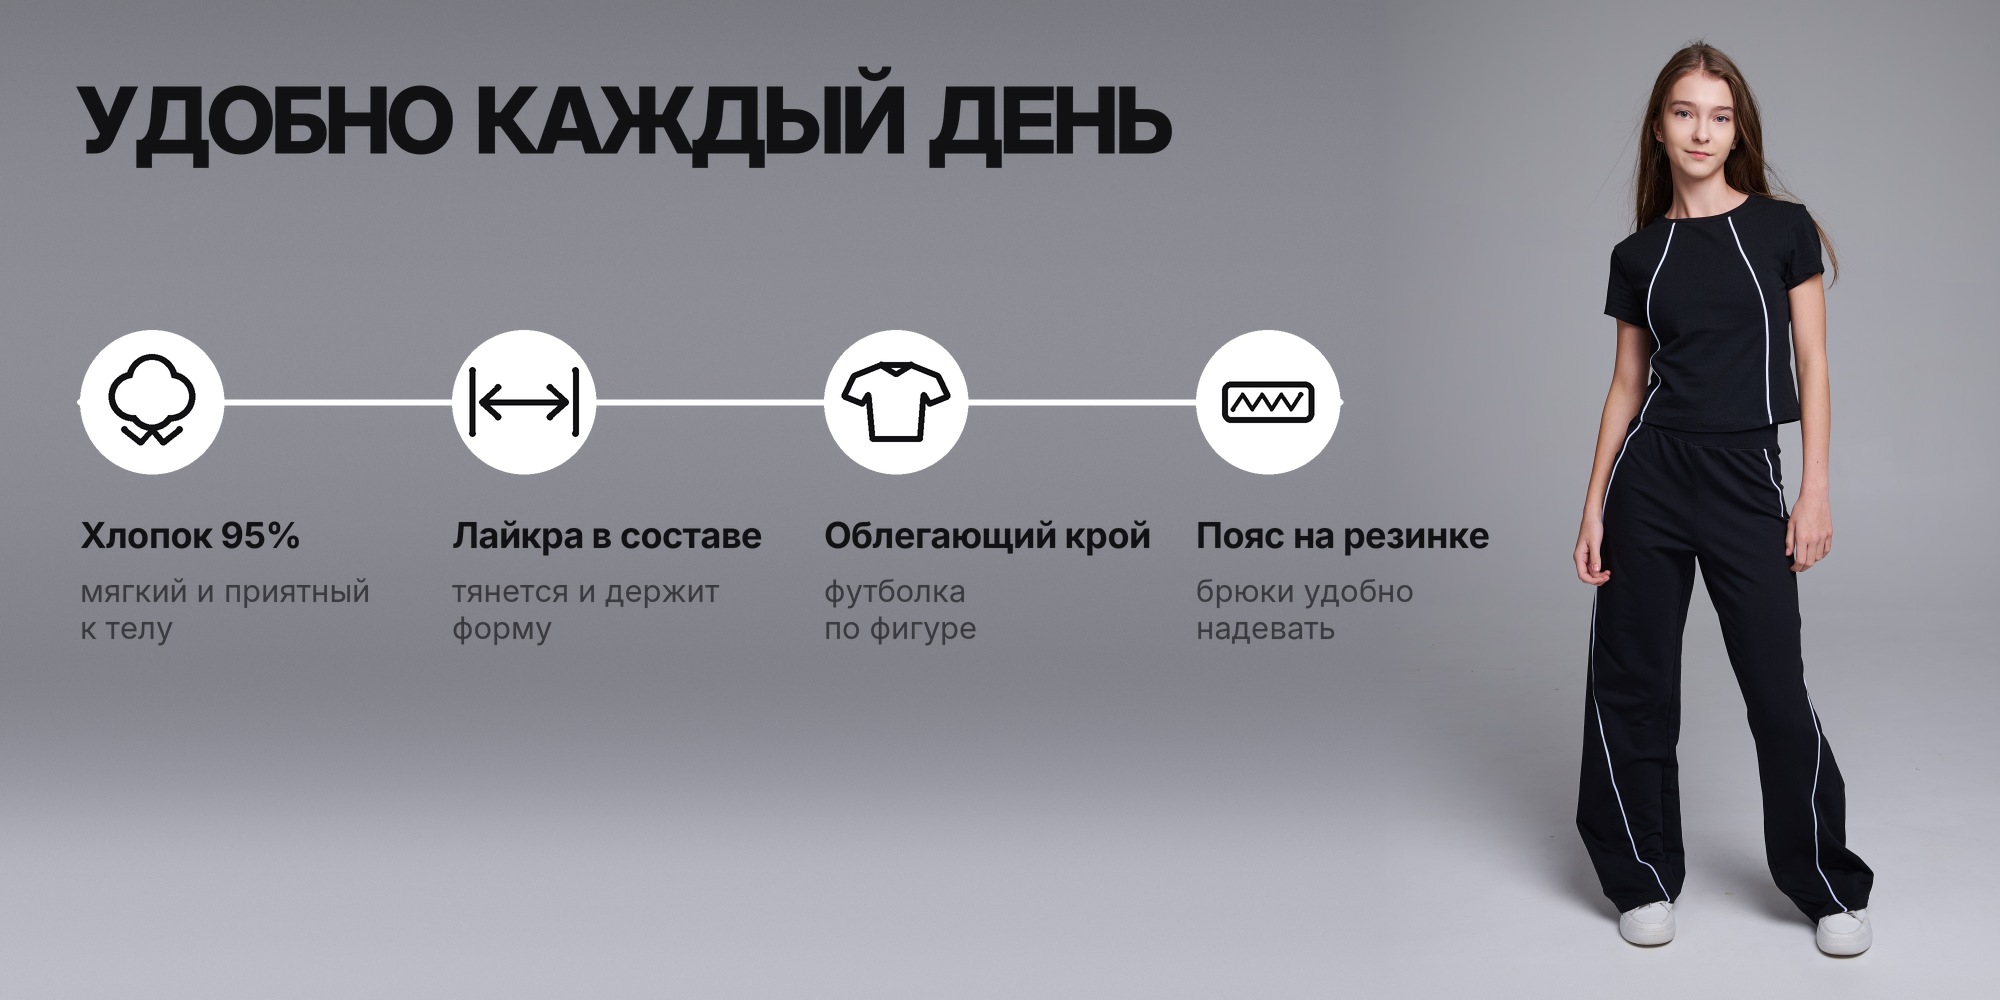 УДОБНО КАЖДЫЙ ДЕНЬ
Хлопок 95%
мягкий и приятный
к телу
Лайкра в составе
тянется и держит
форму
Облегающий крой
футболка
по фигуре
Пояс на резинке
брюки удобно
надевать